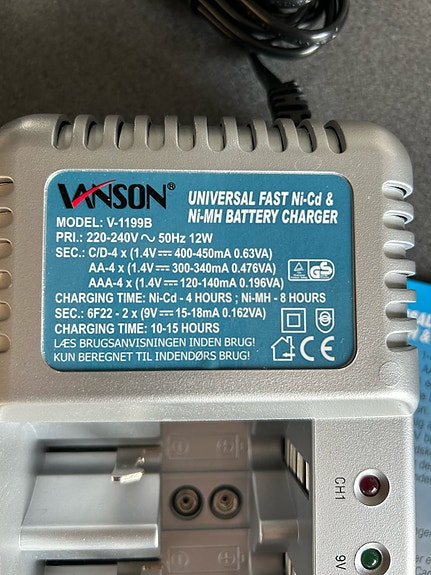 VANSON®
UNIVERSAL FAST Ni-Cd &
Ni-MH BATTERY CHARGER
MODEL: V-1199B
PRI.: 220-240V ~ 50Hz 12W
SEC.: C/D-4 x (1.4V ⎓ 400-450mA 0.63VA)
AA-4 x (1.4V ⎓ 300-340mA 0.476VA)
AAA-4 x (1.4V ⎓ 120-140mA 0.196VA)
CHARGING TIME: Ni-Cd - 4 HOURS ; Ni-MH - 8 HOURS
SEC.: 6F22 - 2 x (9V ⎓ 15-18mA 0.162VA)
CHARGING TIME: 10-15 HOURS
LÆS BRUGSANVISNINGEN INDEN BRUG!
KUN BEREGNET TIL INDENDØRS BRUG!
GS
CE
CH1
9V